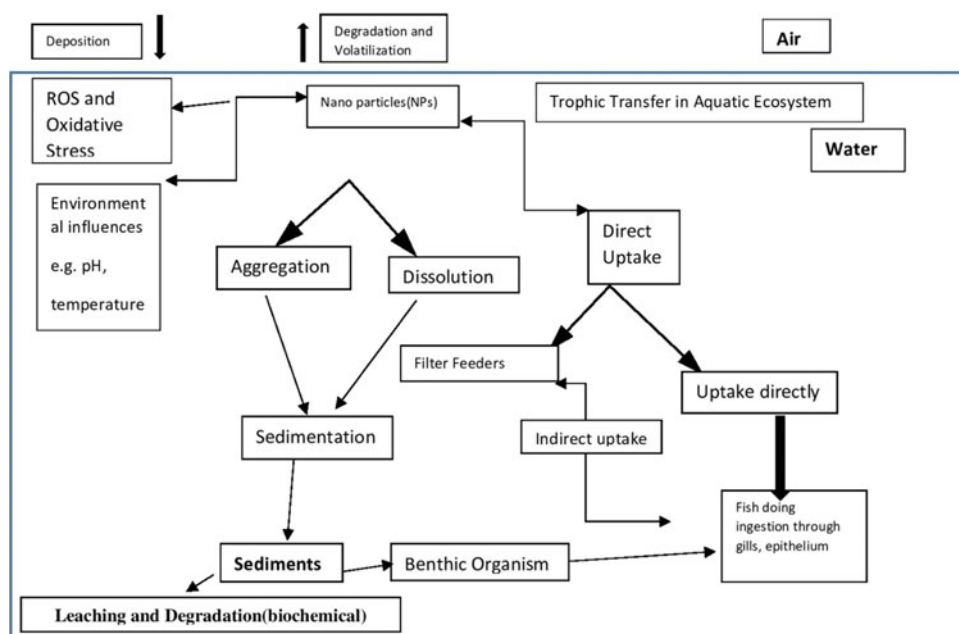 Deposition
Degradation and
Volatilization
Air
ROS and
Oxidative
Stress
Nano particles(NPs)
Trophic Transfer in Aquatic Ecosystem
Water
Environment
al influences
e.g. pH,
temperature
Aggregation
Dissolution
Direct
Uptake
Filter Feeders
Uptake directly
Sedimentation
Indirect uptake
Fish doing
ingestion through
gills, epithelium
Sediments
Benthic Organism
Leaching and Degradation(biochemical)